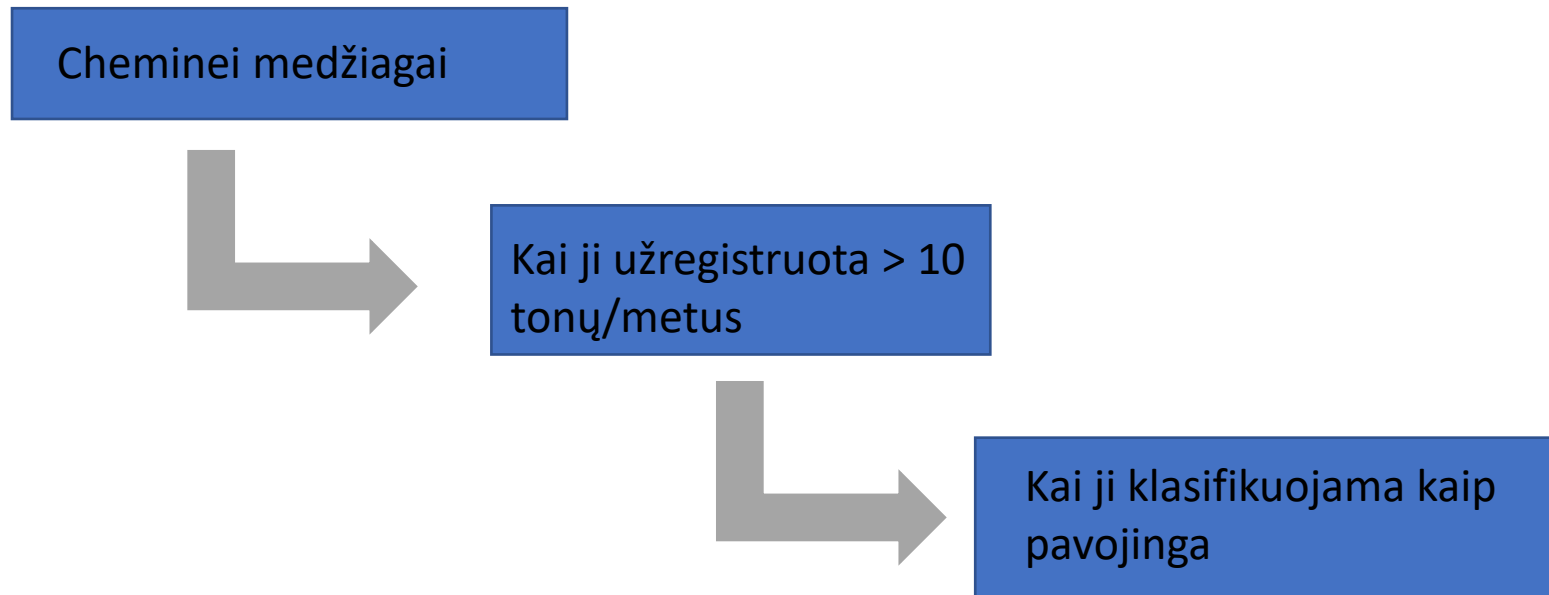 Cheminei medžiagai
Kai ji užregistruota > 10
tonų/metus
Kai ji klasifikuojama kaip
pavojinga